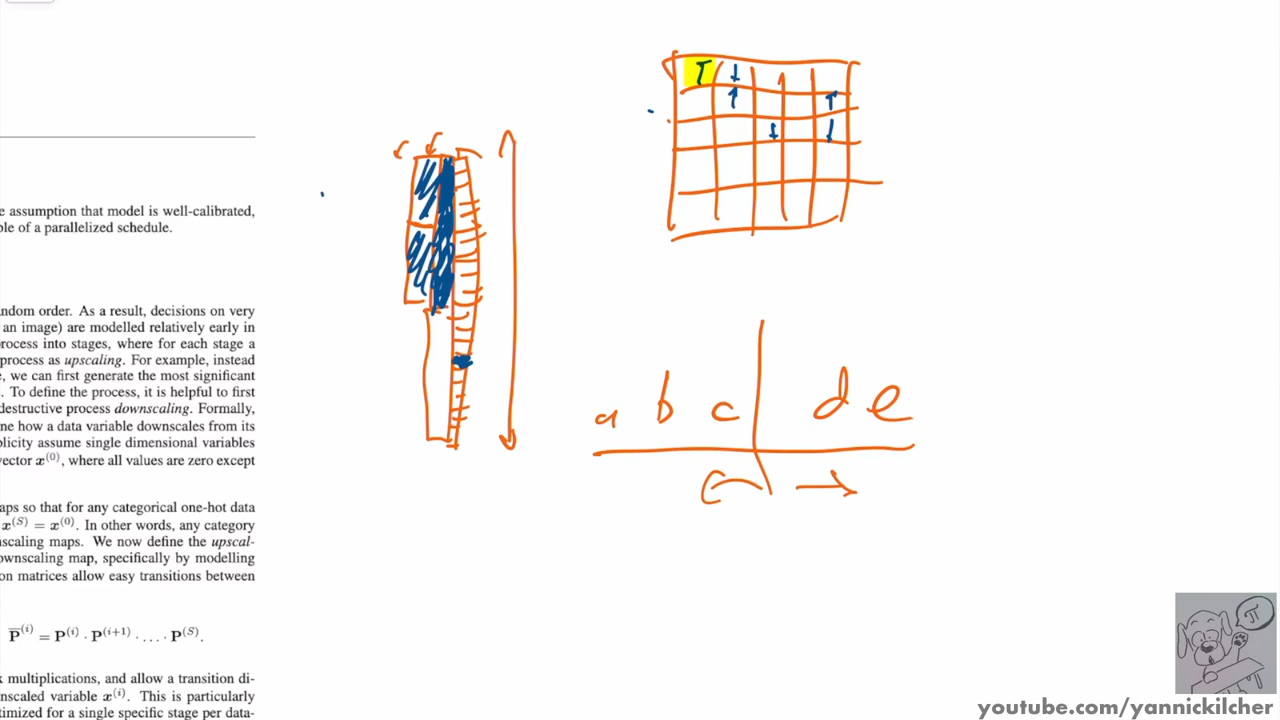 e assumption that model is well-calibrated,
ble of a parallelized schedule.
ndom order. As a result, decisions on very
an image) are modelled relatively early in
rocess into stages, where for each stage a
process as upscaling. For example, instead
e, we can first generate the most significant
. To define the process, it is helpful to first
destructive process downscaling. Formally,
ne how a data variable downscales from its
plicity assume single dimensional variables
vector x^(0), where all values are zero except
aps so that for any categorical one-hot data
x^(S) = x^(0). In other words, any category
nscaling maps. We now define the upscal-
ownscaling map, specifically by modelling
on matrices allow easy transitions between
P̅^(i) = P^(i) · P^(i+1) · … · P^(S).
x multiplications, and allow a transition di-
nscaled variable x^(i). This is particularly
timized for a single specific stage per data-
a b c d e
π
youtube.com/yannickilcher